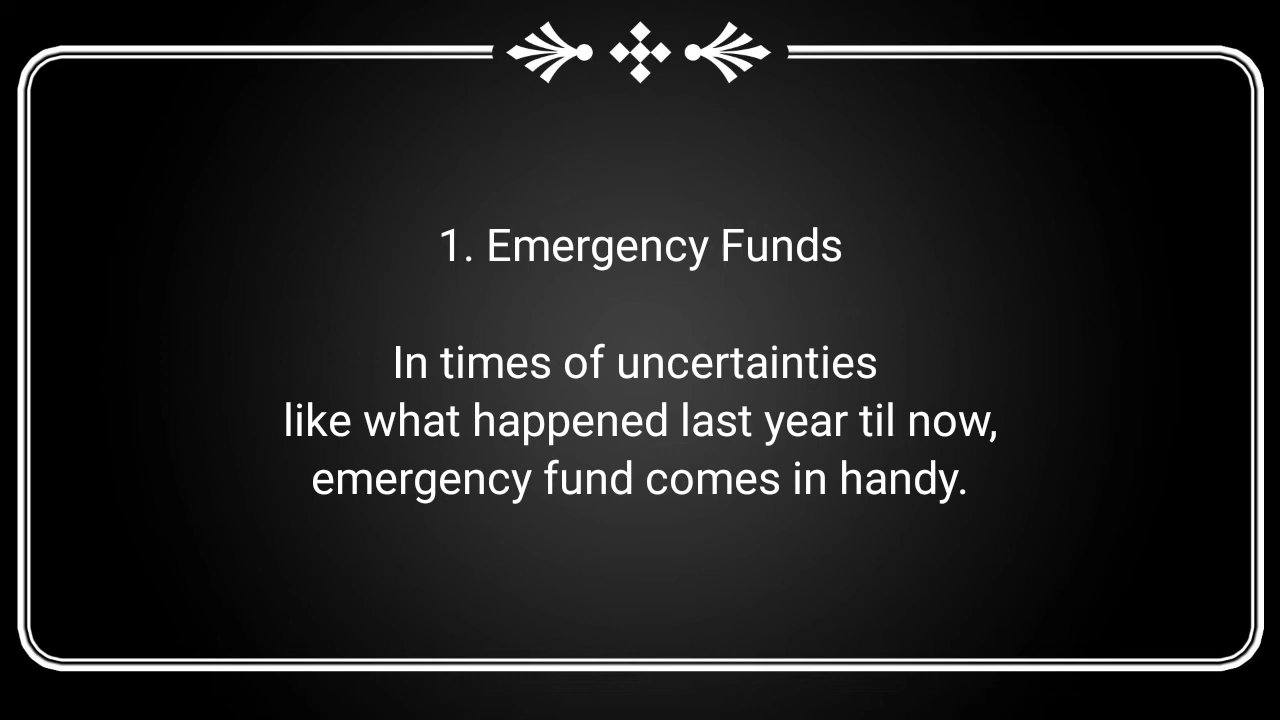 1. Emergency Funds
In times of uncertainties
like what happened last year til now,
emergency fund comes in handy.